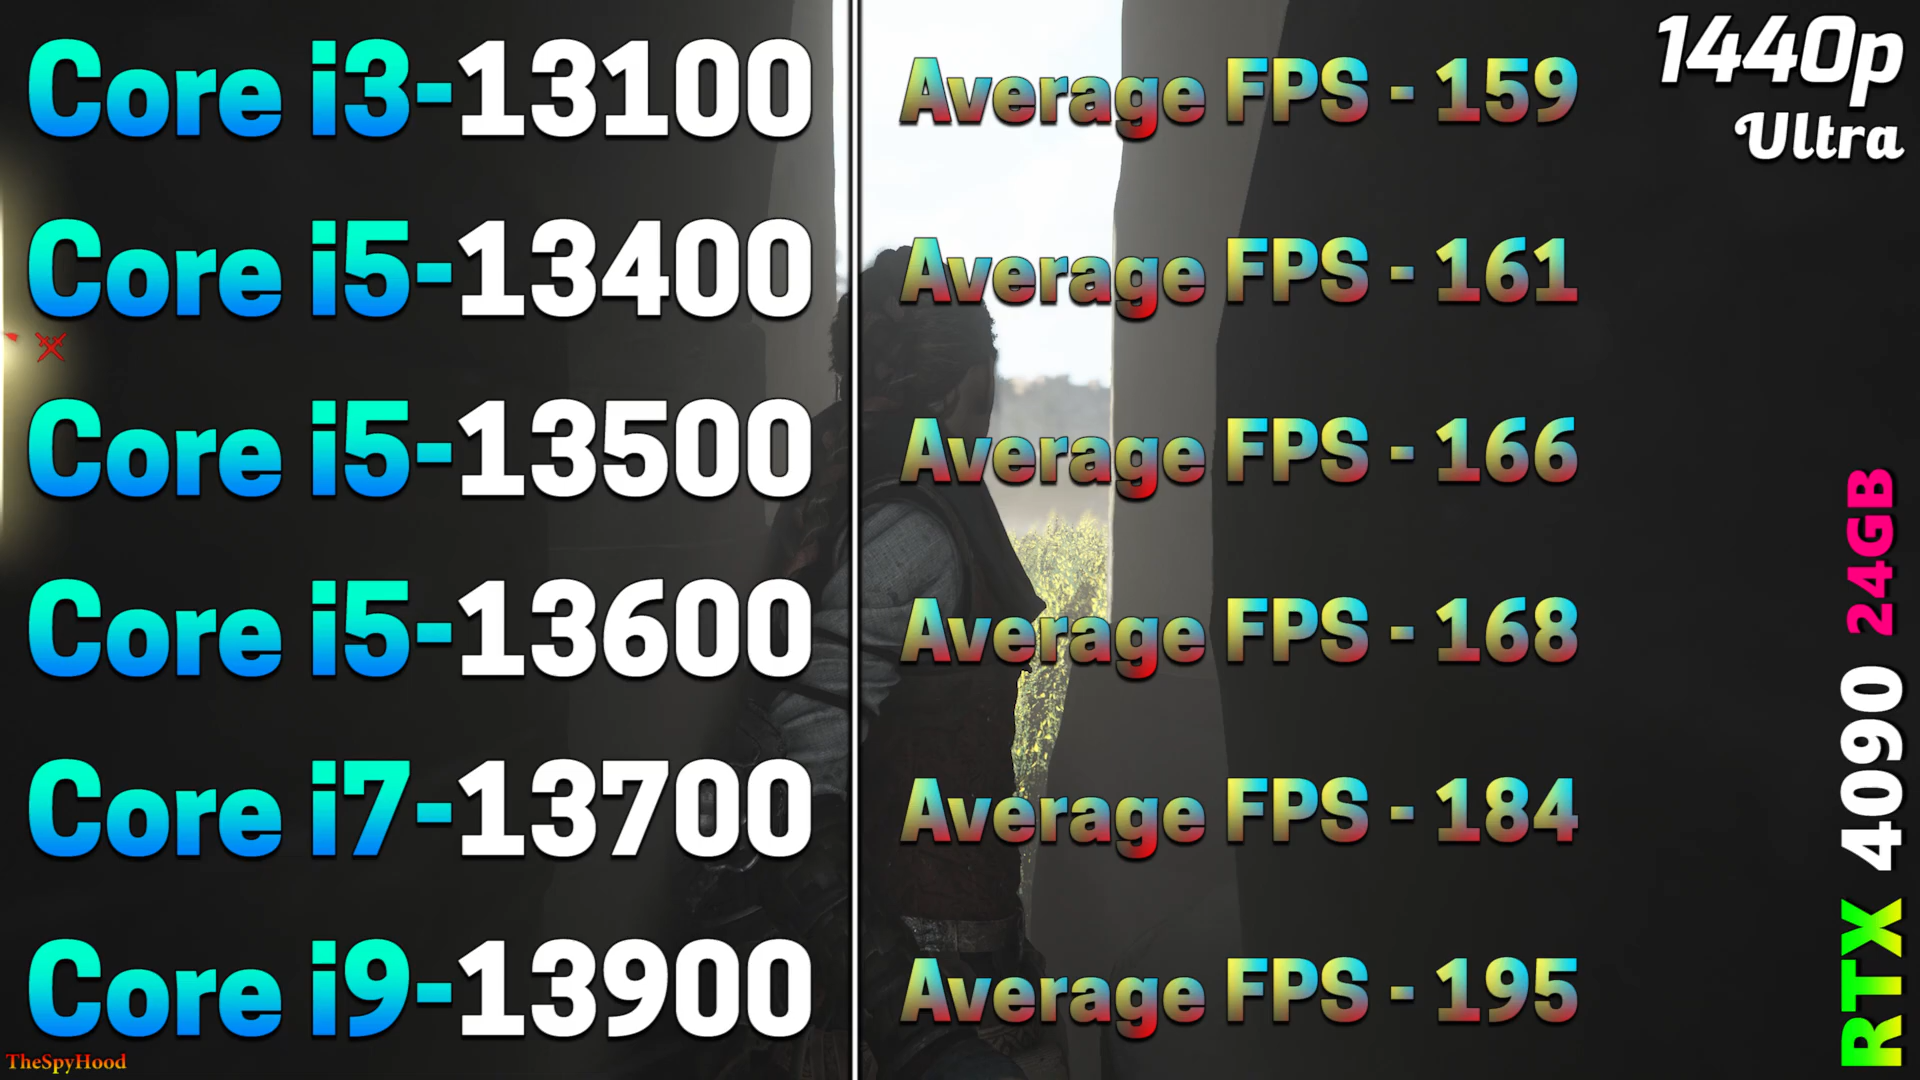 Core i3-13100 Average FPS - 159
1440p
Ultra
Core i5-13400 Average FPS - 161
Core i5-13500 Average FPS - 166
Core i5-13600 Average FPS - 168
Core i7-13700 Average FPS - 184
Core i9-13900 Average FPS - 195
RTX 4090 24GB
TheSpyHood